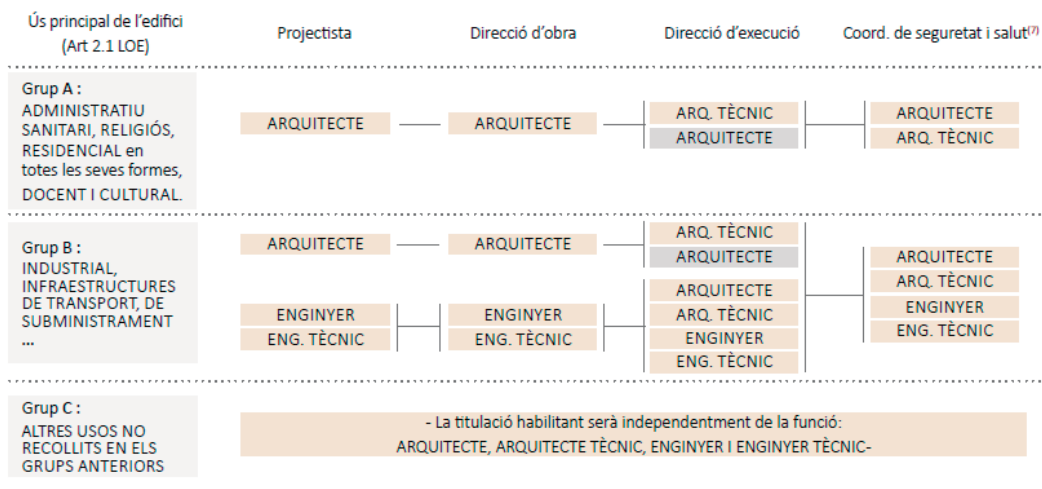 Ús principal de l'edifici
(Art 2.1 LOE)
Projectista
Direcció d'obra
Direcció d'execució
Coord. de seguretat i salut(7)
Grup A :
ADMINISTRATIU
SANITARI, RELIGIÓS,
RESIDENCIAL en
totes les seves formes,
DOCENT I CULTURAL.
ARQUITECTE
ARQUITECTE
ARQ. TÈCNIC
ARQUITECTE
ARQUITECTE
ARQ. TÈCNIC
Grup B :
INDUSTRIAL,
INFRAESTRUCTURES
DE TRANSPORT, DE
SUBMINISTRAMENT
...
ARQUITECTE
ARQUITECTE
ARQ. TÈCNIC
ARQUITECTE
ENGINYER
ENG. TÈCNIC
ENGINYER
ENG. TÈCNIC
ARQUITECTE
ARQ. TÈCNIC
ENGINYER
ENG. TÈCNIC
ARQUITECTE
ARQ. TÈCNIC
ENGINYER
ENG. TÈCNIC
Grup C :
ALTRES USOS NO
RECOLLITS EN ELS
GRUPS ANTERIORS
- La titulació habilitant serà independentment de la funció:
ARQUITECTE, ARQUITECTE TÈCNIC, ENGINYER I ENGINYER TÈCNIC-